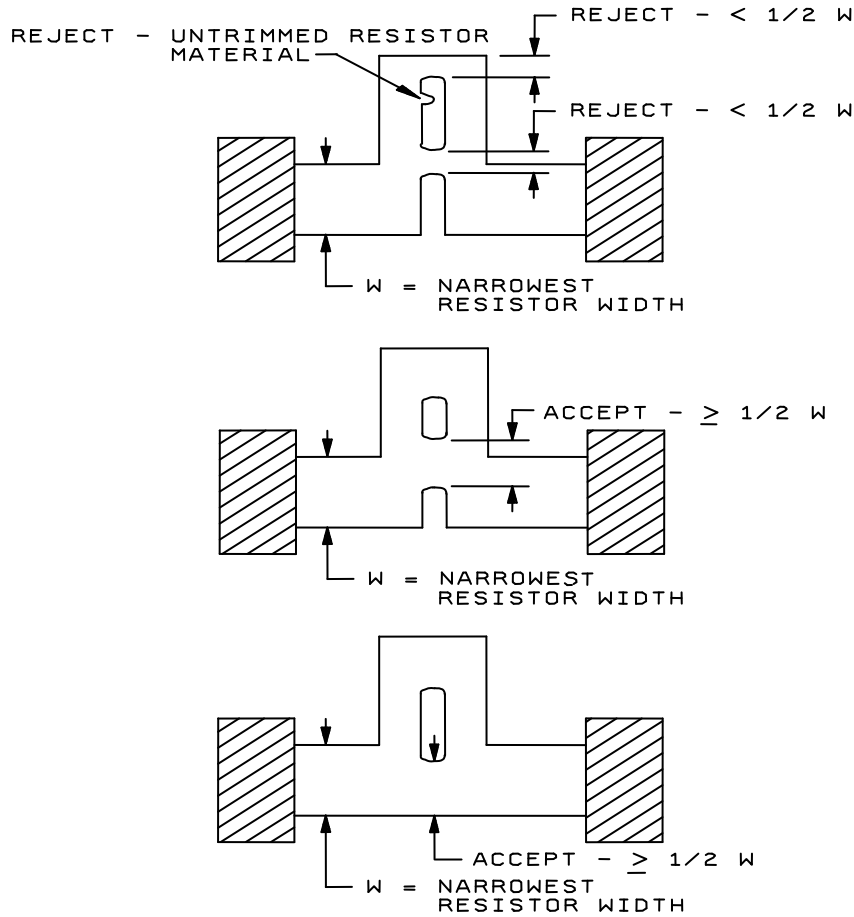 REJECT - < 1/2 W
REJECT - UNTRIMMED RESISTOR
MATERIAL
REJECT - < 1/2 W
W = NARROWEST
RESISTOR WIDTH
ACCEPT - ≥ 1/2 W
W = NARROWEST
RESISTOR WIDTH
ACCEPT - ≥ 1/2 W
W = NARROWEST
RESISTOR WIDTH